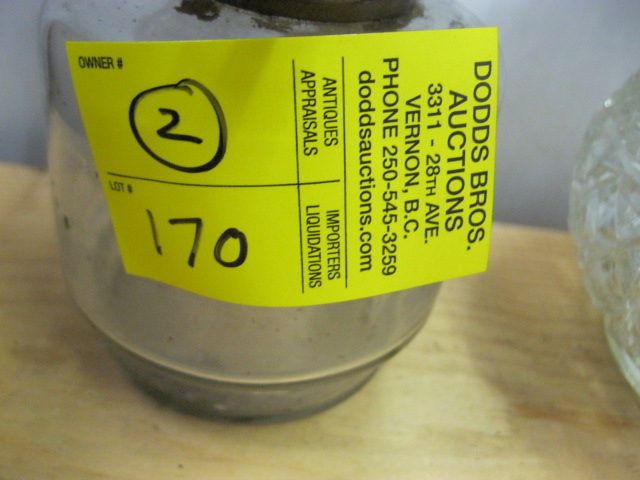 OWNER #
2
LOT #
170
DODDS BROS.
AUCTIONS
3311 - 28TH AVE.
VERNON, B.C.
PHONE 250-545-3259
doddsauctions.com
ANTIQUES
APPRAISALS
IMPORTERS
LIQUIDATIONS